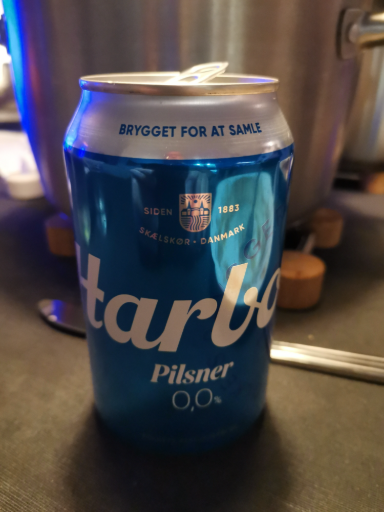 BRYGGET FOR AT SAMLE
SIDEN 1883
SKÆLSKØR - DANMARK
Harbo
Pilsner
0,0%